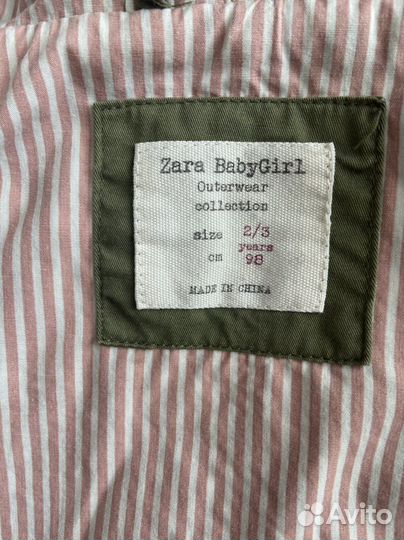 Zara BabyGirl
Outerwear
collection
size 2/3
years
cm 98
MADE IN CHINA
Avito